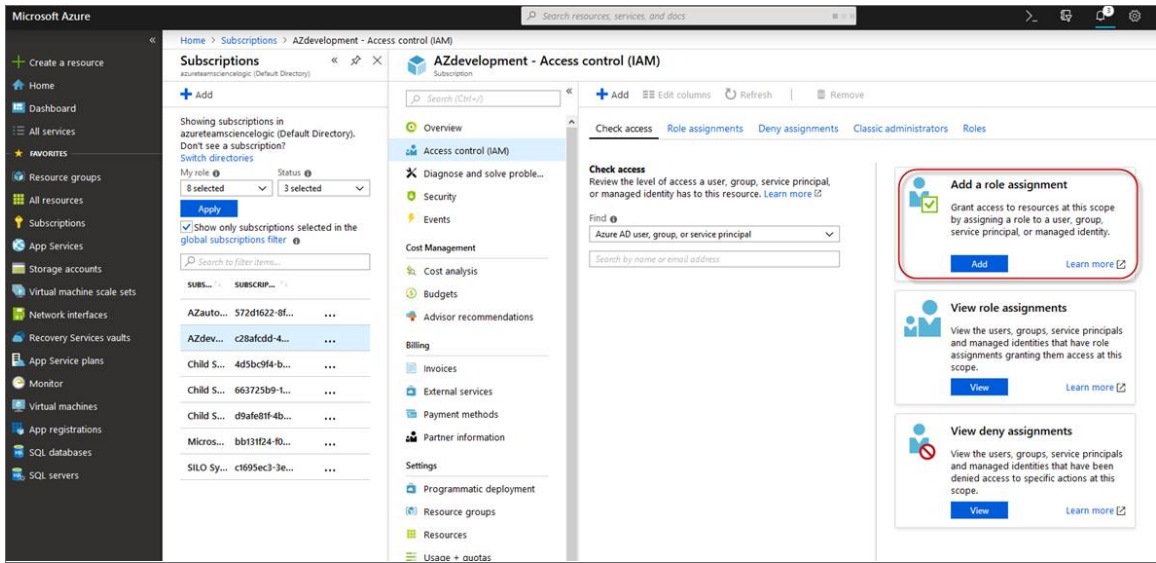 Microsoft Azure
Search resources, services, and docs
3
Create a resource
Home
Dashboard
All services
FAVORITES
Resource groups
All resources
Subscriptions
App Services
Storage accounts
Virtual machine scale sets
Network interfaces
Recovery Services vaults
App Service plans
Monitor
Virtual machines
App registrations
SQL databases
SQL servers
Home > Subscriptions > AZdevelopment - Access control (IAM)
Subscriptions
azureteamsciencelogic (Default Directory)
Add
Showing subscriptions in
azureteamsciencelogic (Default Directory).
Don't see a subscription?
Switch directories
My role Status
8 selected 3 selected
Apply
Show only subscriptions selected in the
global subscriptions filter
Search to filter items...
SUBS... SUBSCRIP...
AZauto... 572d1622-8f... ...
AZdev... c28afcdd-4... ...
Child S... 4d5bc9f4-b... ...
Child S... 663725b9-1... ...
Child S... d9afe81f-4b... ...
Micros... bb131f24-f0... ...
SILO Sy... c1695ec3-3e... ...
AZdevelopment - Access control (IAM)
Subscription
Search (Ctrl+/)
Overview
Access control (IAM)
Diagnose and solve proble...
Security
Events
Cost Management
Cost analysis
Budgets
Advisor recommendations
Billing
Invoices
External services
Payment methods
Partner information
Settings
Programmatic deployment
Resource groups
Resources
Usage + quotas
Add Edit columns Refresh Remove
Check access Role assignments Deny assignments Classic administrators Roles
Check access
Review the level of access a user, group, service principal,
or managed identity has to this resource. Learn more
Find
Azure AD user, group, or service principal
Search by name or email address
Add a role assignment
Grant access to resources at this scope
by assigning a role to a user, group,
service principal, or managed identity.
Add Learn more
View role assignments
View the users, groups, service principals
and managed identities that have role
assignments granting them access at this
scope.
View Learn more
View deny assignments
View the users, groups, service principals
and managed identities that have been
denied access to specific actions at this
scope.
View Learn more